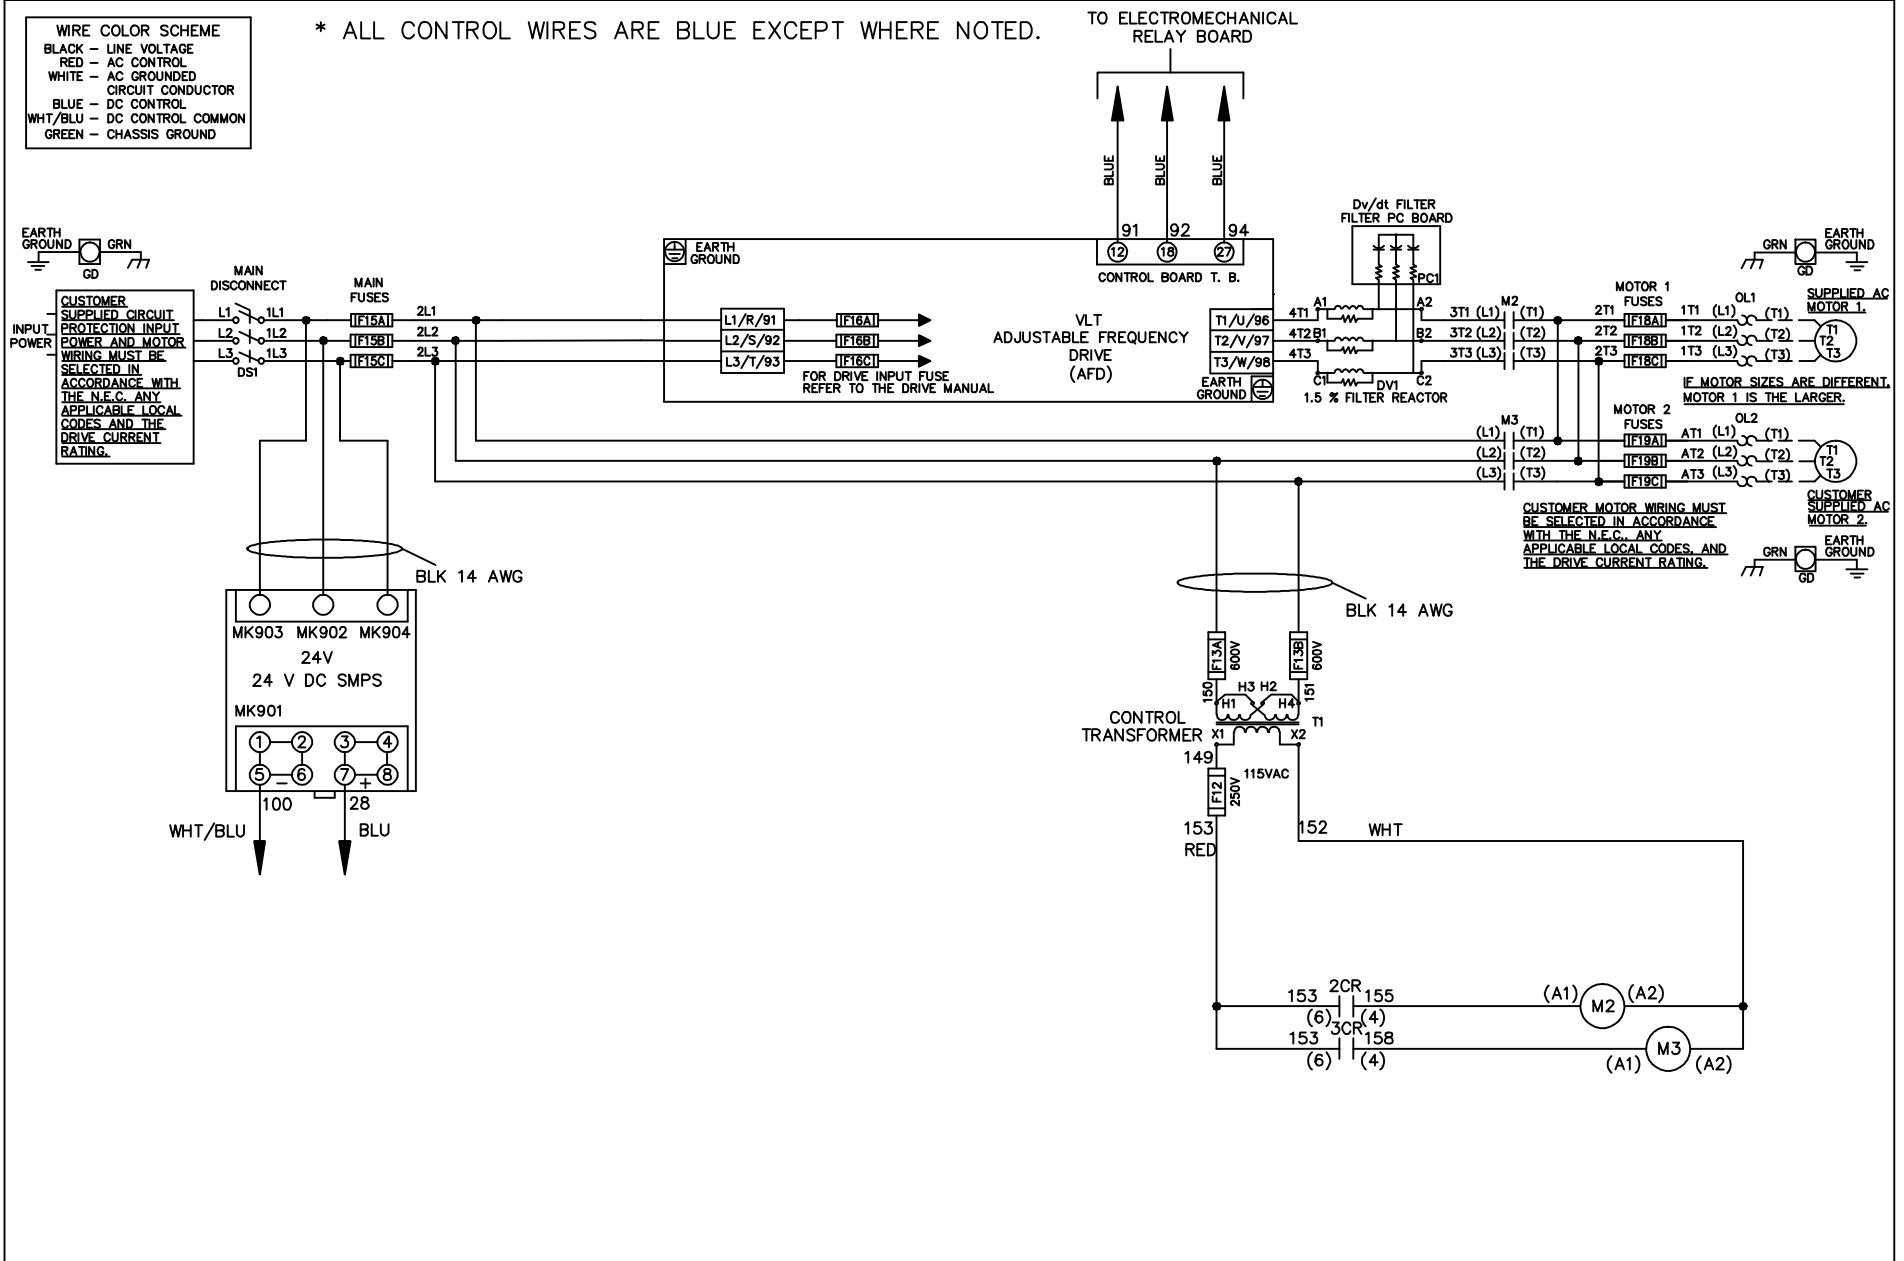 WIRE COLOR SCHEME
BLACK – LINE VOLTAGE
RED – AC CONTROL
WHITE – AC GROUNDED
CIRCUIT CONDUCTOR
BLUE – DC CONTROL
WHT/BLU – DC CONTROL COMMON
GREEN – CHASSIS GROUND
* ALL CONTROL WIRES ARE BLUE EXCEPT WHERE NOTED.
TO ELECTROMECHANICAL
RELAY BOARD
BLUE
BLUE
BLUE
91 92 94
12 18 27
CONTROL BOARD T. B.
EARTH
GROUND
GRN
GD
INPUT
POWER
CUSTOMER
SUPPLIED CIRCUIT
PROTECTION INPUT
POWER AND MOTOR
WIRING MUST BE
SELECTED IN
ACCORDANCE WITH
THE N.E.C. ANY
APPLICABLE LOCAL
CODES AND THE
DRIVE CURRENT
RATING.
MAIN
DISCONNECT
L1 1L1
L2 1L2
L3 1L3
DS1
MAIN
FUSES
F15A 2L1
F15B 2L2
F15C 2L3
EARTH
GROUND
L1/R/91 F16A
L2/S/92 F16B
L3/T/93 F16C
FOR DRIVE INPUT FUSE
REFER TO THE DRIVE MANUAL
VLT
ADJUSTABLE FREQUENCY
DRIVE
(AFD)
T1/U/96 4T1
T2/V/97 4T2
T3/W/98 4T3
EARTH
GROUND
Dv/dt FILTER
FILTER PC BOARD
PC1
A1 A2
B1 B2
C1 C2
DV1
1.5 % FILTER REACTOR
M2
3T1 (L1) (T1)
3T2 (L2) (T2)
3T3 (L3) (T3)
MOTOR 1
FUSES
2T1 F18A 1T1 (L1)
2T2 F18B 1T2 (L2)
2T3 F18C 1T3 (L3)
OL1
(T1)
(T2)
(T3)
GRN
GD
EARTH
GROUND
SUPPLIED AC
MOTOR 1.
T1
T2
T3
IF MOTOR SIZES ARE DIFFERENT,
MOTOR 1 IS THE LARGER.
M3
(L1) (T1)
(L2) (T2)
(L3) (T3)
MOTOR 2
FUSES
F19A AT1 (L1)
F19B AT2 (L2)
F19C AT3 (L3)
OL2
(T1)
(T2)
(T3)
T1
T2
T3
CUSTOMER
SUPPLIED AC
MOTOR 2.
CUSTOMER MOTOR WIRING MUST
BE SELECTED IN ACCORDANCE
WITH THE N.E.C., ANY
APPLICABLE LOCAL CODES, AND
THE DRIVE CURRENT RATING.
GRN
GD
EARTH
GROUND
BLK 14 AWG
MK903 MK902 MK904
24V
24 V DC SMPS
MK901
1 2 3 4
5 – 6 7 + 8
100 28
WHT/BLU BLU
BLK 14 AWG
F13A 600V
F13B 600V
150 151
H3 H2
H1 H4
T1
CONTROL
TRANSFORMER
X1 X2
149
115VAC
F12 250V
153
RED
152 WHT
2CR
153 155
(6) (4)
(A1) M2 (A2)
3CR
153 158
(6) (4)
(A1) M3 (A2)